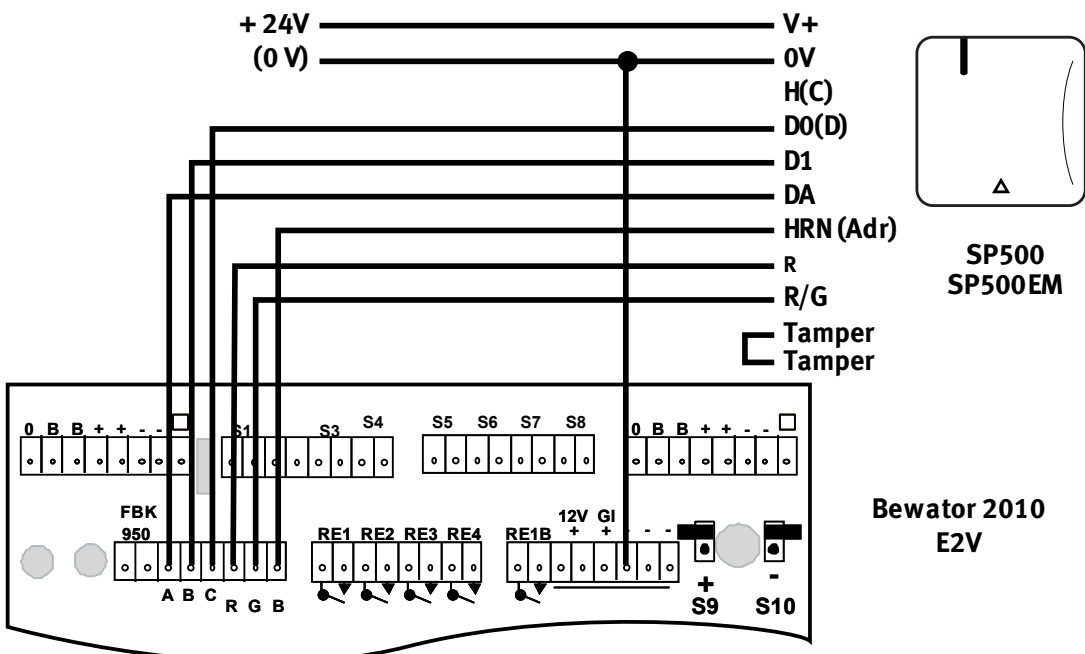 + 24V V+
(0 V) 0V
H(C)
D0(D)
D1
DA
HRN (Adr)
R
R/G
Tamper
Tamper
SP500
SP500EM
0 B B + + - - S1 S3 S4 S5 S6 S7 S8 0 B B + + - -
FBK
950 RE1 RE2 RE3 RE4 RE1B 12V GI
+ + - - -
A B C R G B
+ -
S9 S10
Bewator 2010
E2V